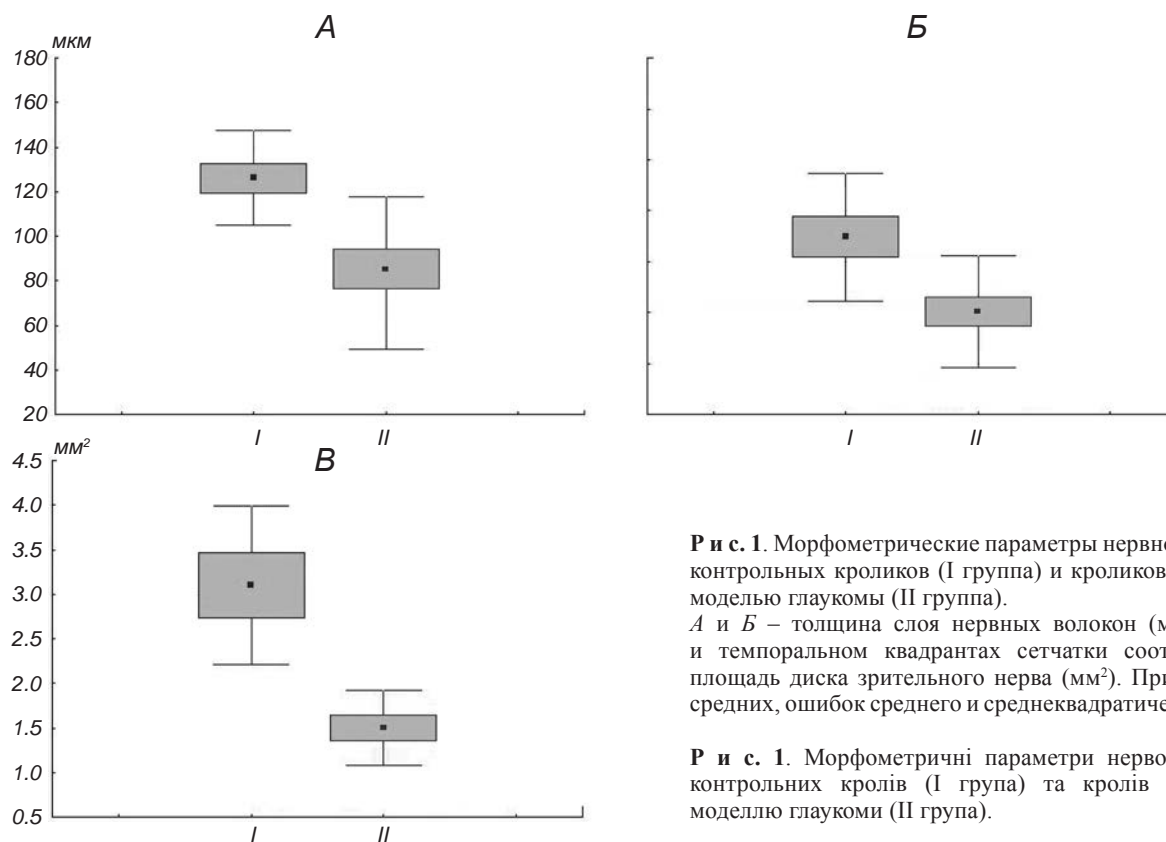 А
Б
мкм
180
160
140
120
100
80
60
40
20
I
II
I
II
мм²
В
4.5
4.0
3.5
3.0
2.5
2.0
1.5
1.0
0.5
I
II
Р и с. 1. Морфометрические параметры нервно
контрольных кроликов (I группа) и кроликов
моделью глаукомы (II группа).
А и Б – толщина слоя нервных волокон (м
и темпоральном квадрантах сетчатки соот
площадь диска зрительного нерва (мм²). При
средних, ошибок среднего и среднеквадратиче
Р и с. 1. Морфометричні параметри нерво
контрольних кролів (I група) та кролів
моделлю глаукоми (II група).